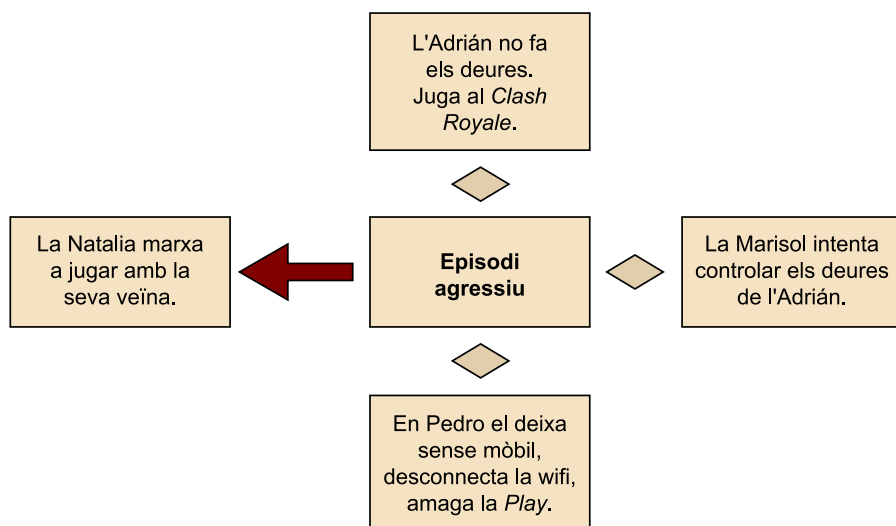 L'Adrián no fa
els deures.
Juga al Clash
Royale.
La Natalia marxa
a jugar amb la
seva veïna.
Episodi
agressiu
La Marisol intenta
controlar els deures
de l'Adrián.
En Pedro el deixa
sense mòbil,
desconnecta la wifi,
amaga la Play.